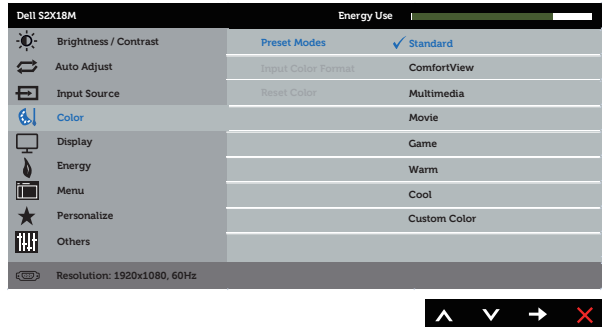 Dell S2X18M Energy Use
Brightness / Contrast Preset Modes Standard
Auto Adjust Input Color Format ComfortView
Input Source Reset Color Multimedia
Color Movie
Display Game
Energy Warm
Menu Cool
Personalize Custom Color
Others
Resolution: 1920x1080, 60Hz